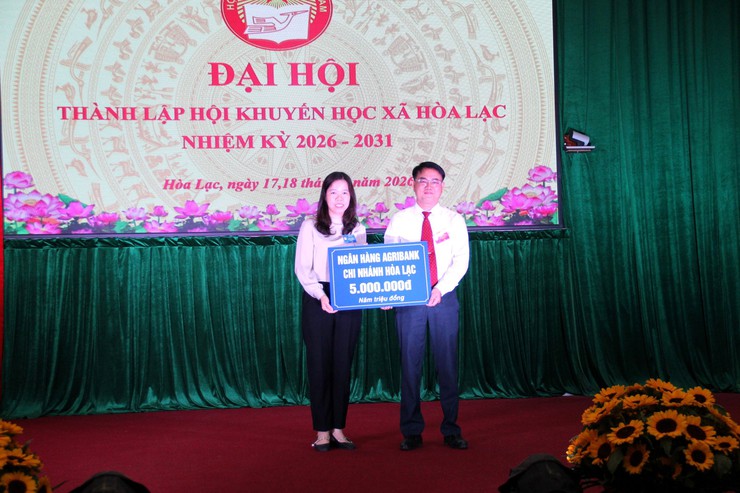 ĐẠI HỘI
THÀNH LẬP HỘI KHUYẾN HỌC XÃ HÒA LẠC
NHIỆM KỲ 2026 - 2031
Hòa Lạc, ngày 17,18 năm 2026
NGÂN HÀNG AGRIBANK
CHI NHÁNH HÒA LẠC
5.000.000đ
Năm triệu đồng